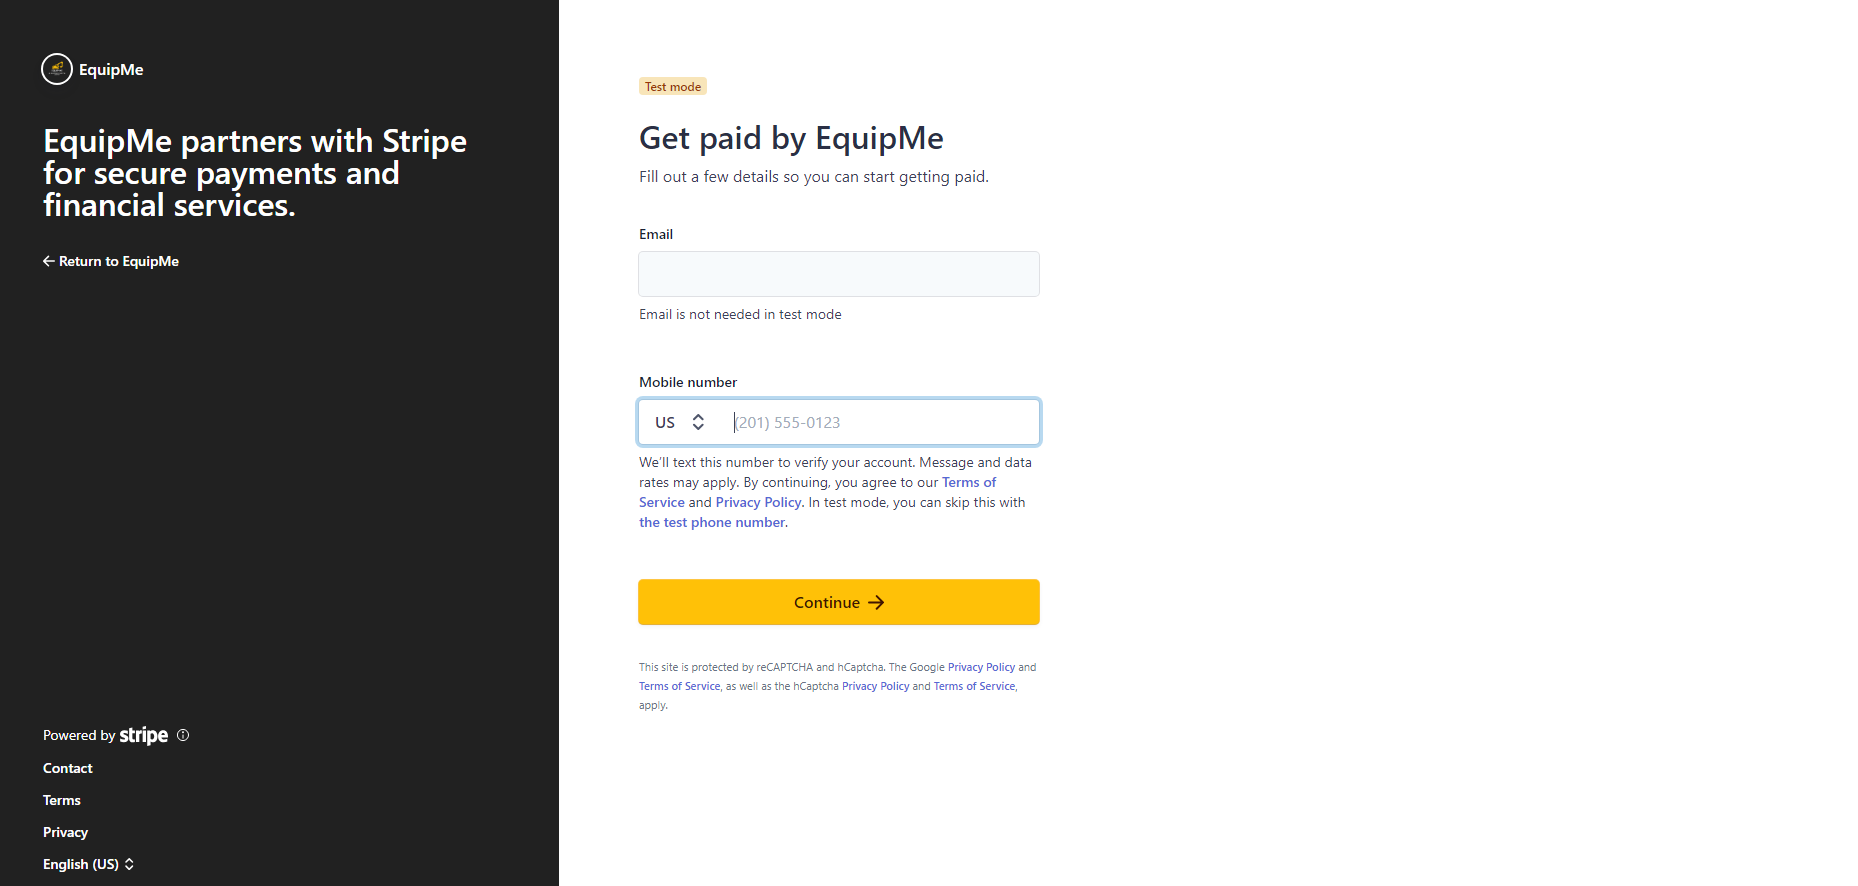 EquipMe
EquipMe partners with Stripe
for secure payments and
financial services.
← Return to EquipMe
Powered by stripe
Contact
Terms
Privacy
English (US)
Test mode
Get paid by EquipMe
Fill out a few details so you can start getting paid.
Email
Email is not needed in test mode
Mobile number
US (201) 555-0123
We'll text this number to verify your account. Message and data
rates may apply. By continuing, you agree to our Terms of
Service and Privacy Policy. In test mode, you can skip this with
the test phone number.
Continue →
This site is protected by reCAPTCHA and hCaptcha. The Google Privacy Policy and
Terms of Service, as well as the hCaptcha Privacy Policy and Terms of Service,
apply.